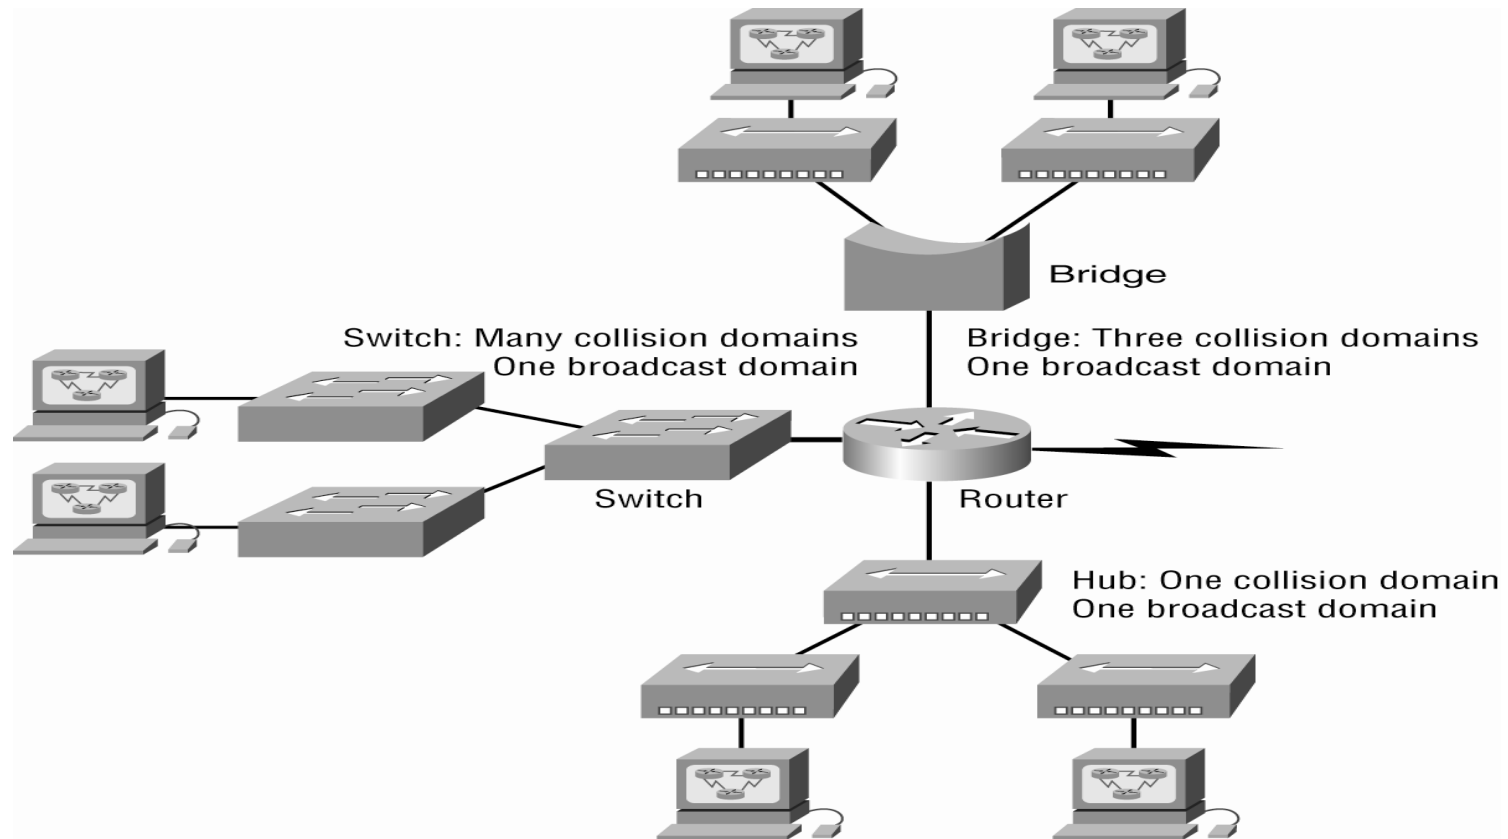 Bridge
Switch: Many collision domains
One broadcast domain
Bridge: Three collision domains
One broadcast domain
Switch
Router
Hub: One collision domain
One broadcast domain